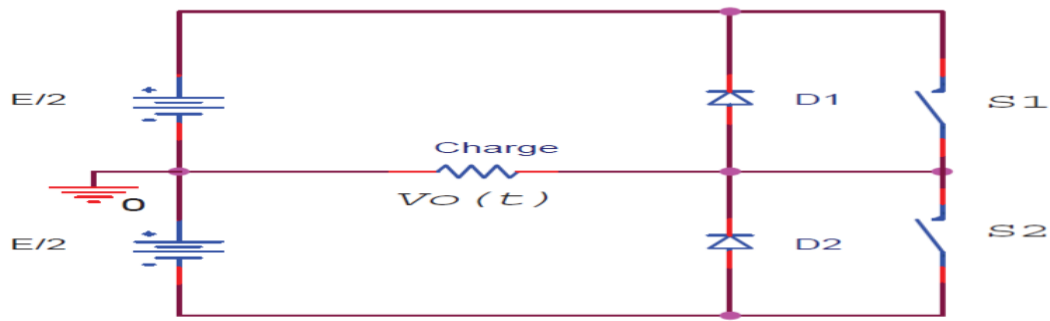 E/2
D1
S1
Charge
Vo(t)
0
E/2
D2
S2